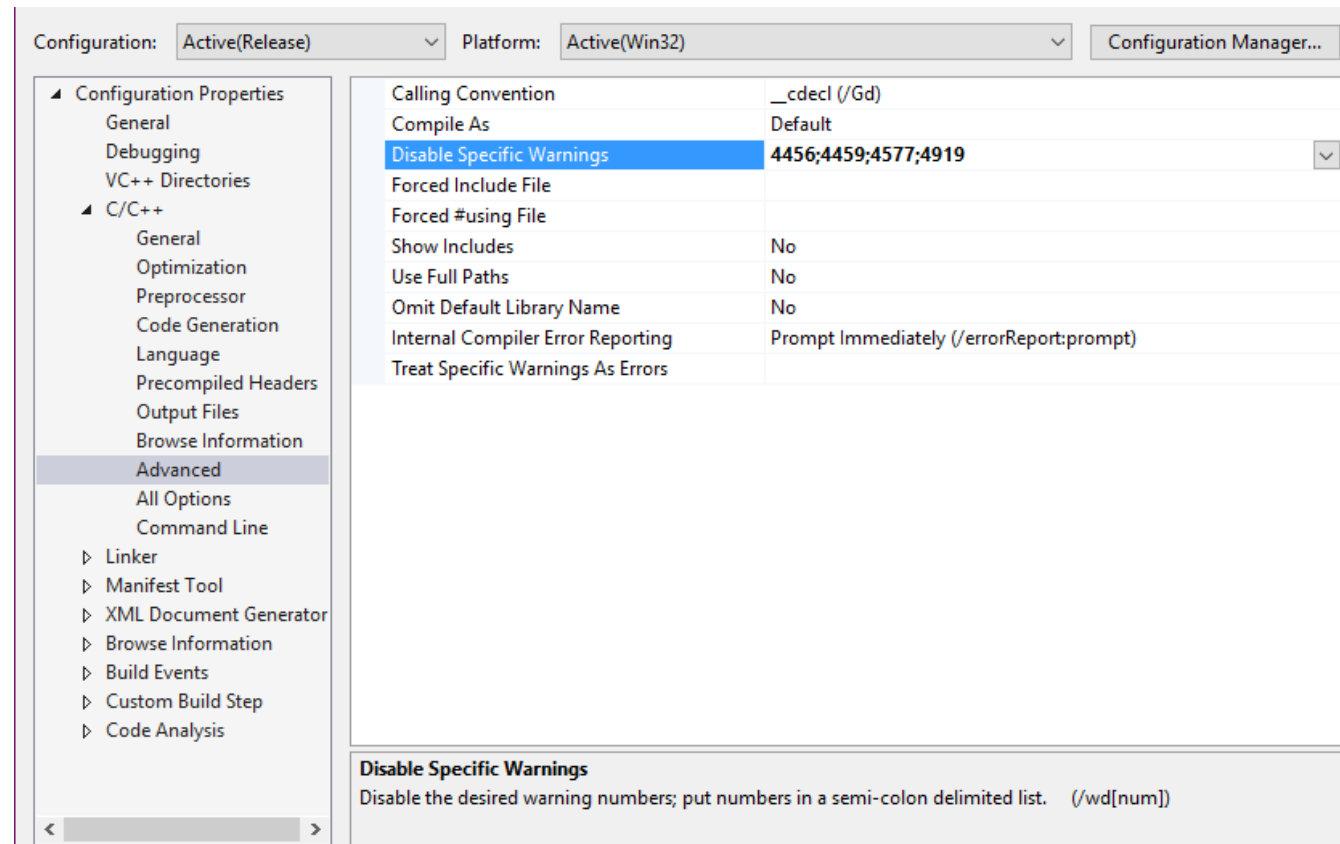 Configuration: Active(Release) Platform: Active(Win32) Configuration Manager...
Configuration Properties
General
Debugging
VC++ Directories
C/C++
General
Optimization
Preprocessor
Code Generation
Language
Precompiled Headers
Output Files
Browse Information
Advanced
All Options
Command Line
Linker
Manifest Tool
XML Document Generator
Browse Information
Build Events
Custom Build Step
Code Analysis
Calling Convention __cdecl (/Gd)
Compile As Default
Disable Specific Warnings 4456;4459;4577;4919
Forced Include File
Forced #using File
Show Includes No
Use Full Paths No
Omit Default Library Name No
Internal Compiler Error Reporting Prompt Immediately (/errorReport:prompt)
Treat Specific Warnings As Errors
Disable Specific Warnings
Disable the desired warning numbers; put numbers in a semi-colon delimited list. (/wd[num])